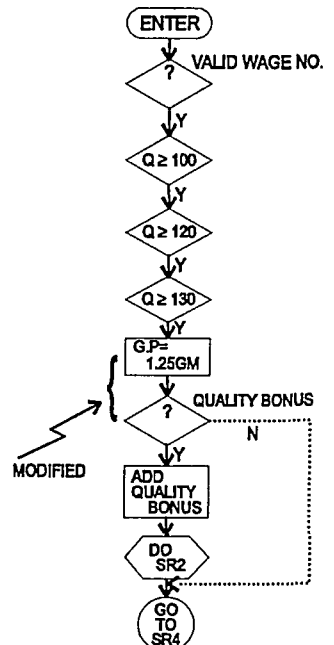 ENTER
?
VALID WAGE NO.
Y
Q ≥ 100
Y
Q ≥ 120
Y
Q ≥ 130
Y
G.P=
1.25GM
?
QUALITY BONUS
N
MODIFIED
Y
ADD
QUALITY
BONUS
DO
SR2
GO
TO
SR4